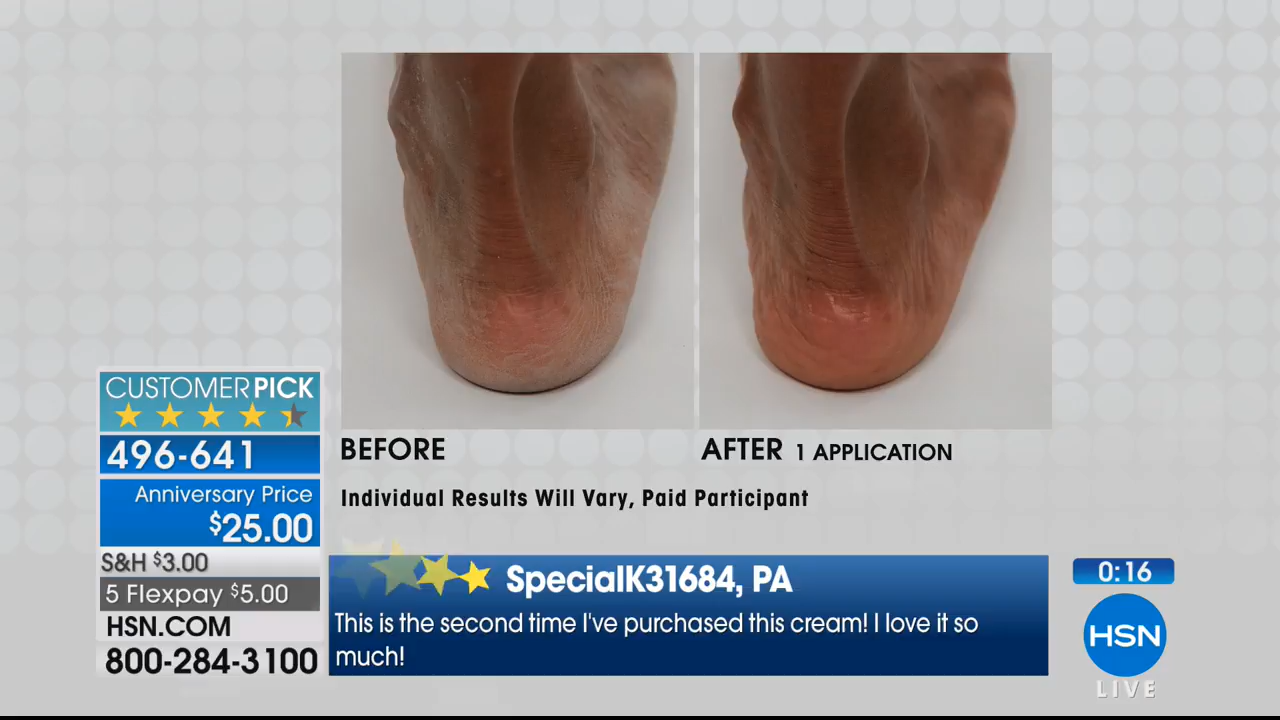 BEFORE
AFTER 1 APPLICATION
Individual Results Will Vary, Paid Participant
CUSTOMER PICK
496-641
Anniversary Price
$25.00
S&H $3.00
5 Flexpay $5.00
HSN.COM
800-284-3100
SpecialK31684, PA
This is the second time I've purchased this cream! I love it so
much!
0:16
HSN
LIVE